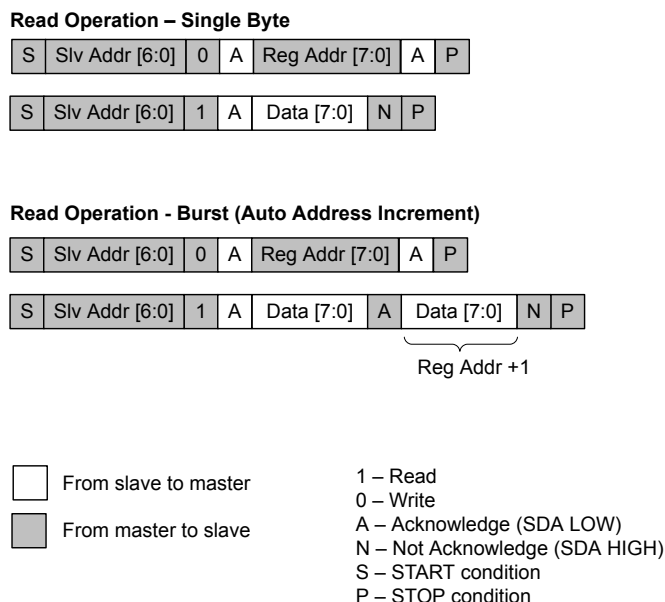 Read Operation – Single Byte
S Slv Addr [6:0] 0 A Reg Addr [7:0] A P
S Slv Addr [6:0] 1 A Data [7:0] N P
Read Operation - Burst (Auto Address Increment)
S Slv Addr [6:0] 0 A Reg Addr [7:0] A P
S Slv Addr [6:0] 1 A Data [7:0] A Data [7:0] N P
Reg Addr +1
From slave to master
From master to slave
1 – Read
0 – Write
A – Acknowledge (SDA LOW)
N – Not Acknowledge (SDA HIGH)
S – START condition
P – STOP condition